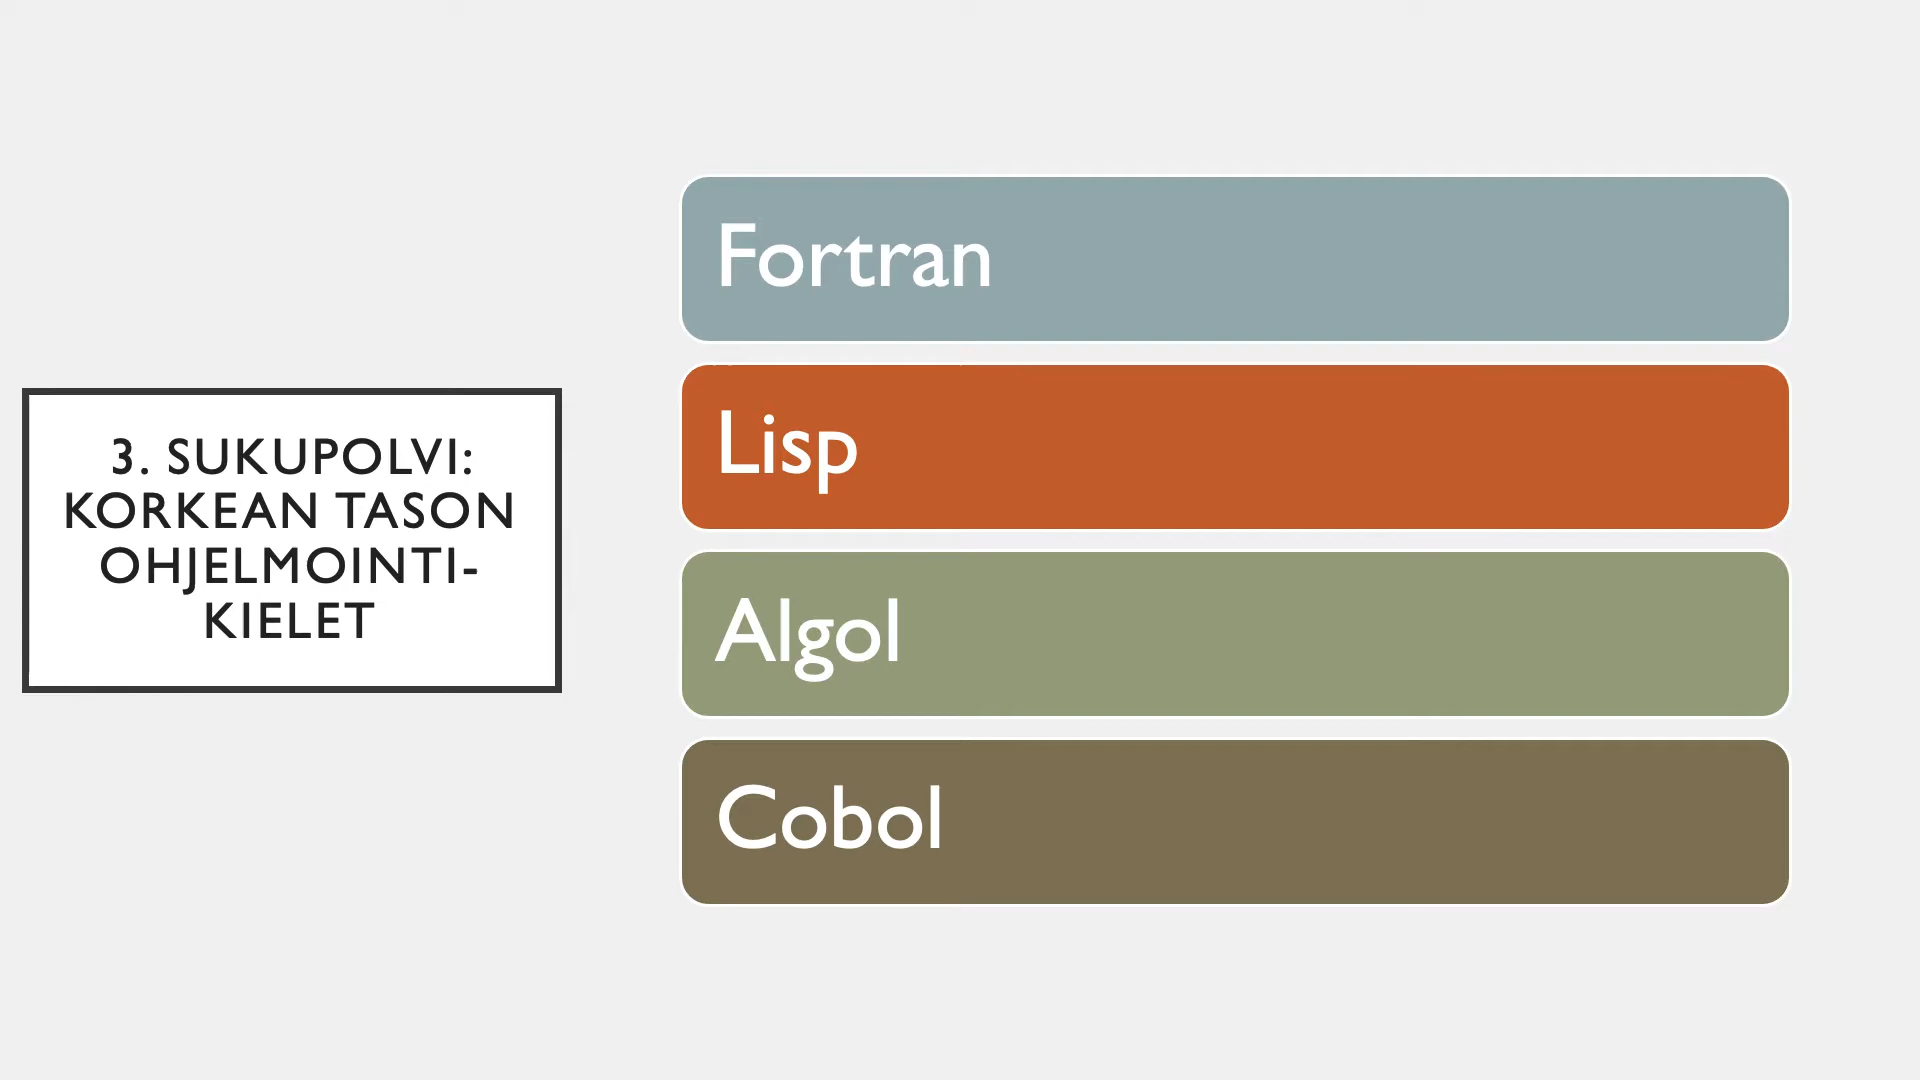 3. SUKUPOLVI:
KORKEAN TASON
OHJELMOINTI-
KIELET
Fortran
Lisp
Algol
Cobol